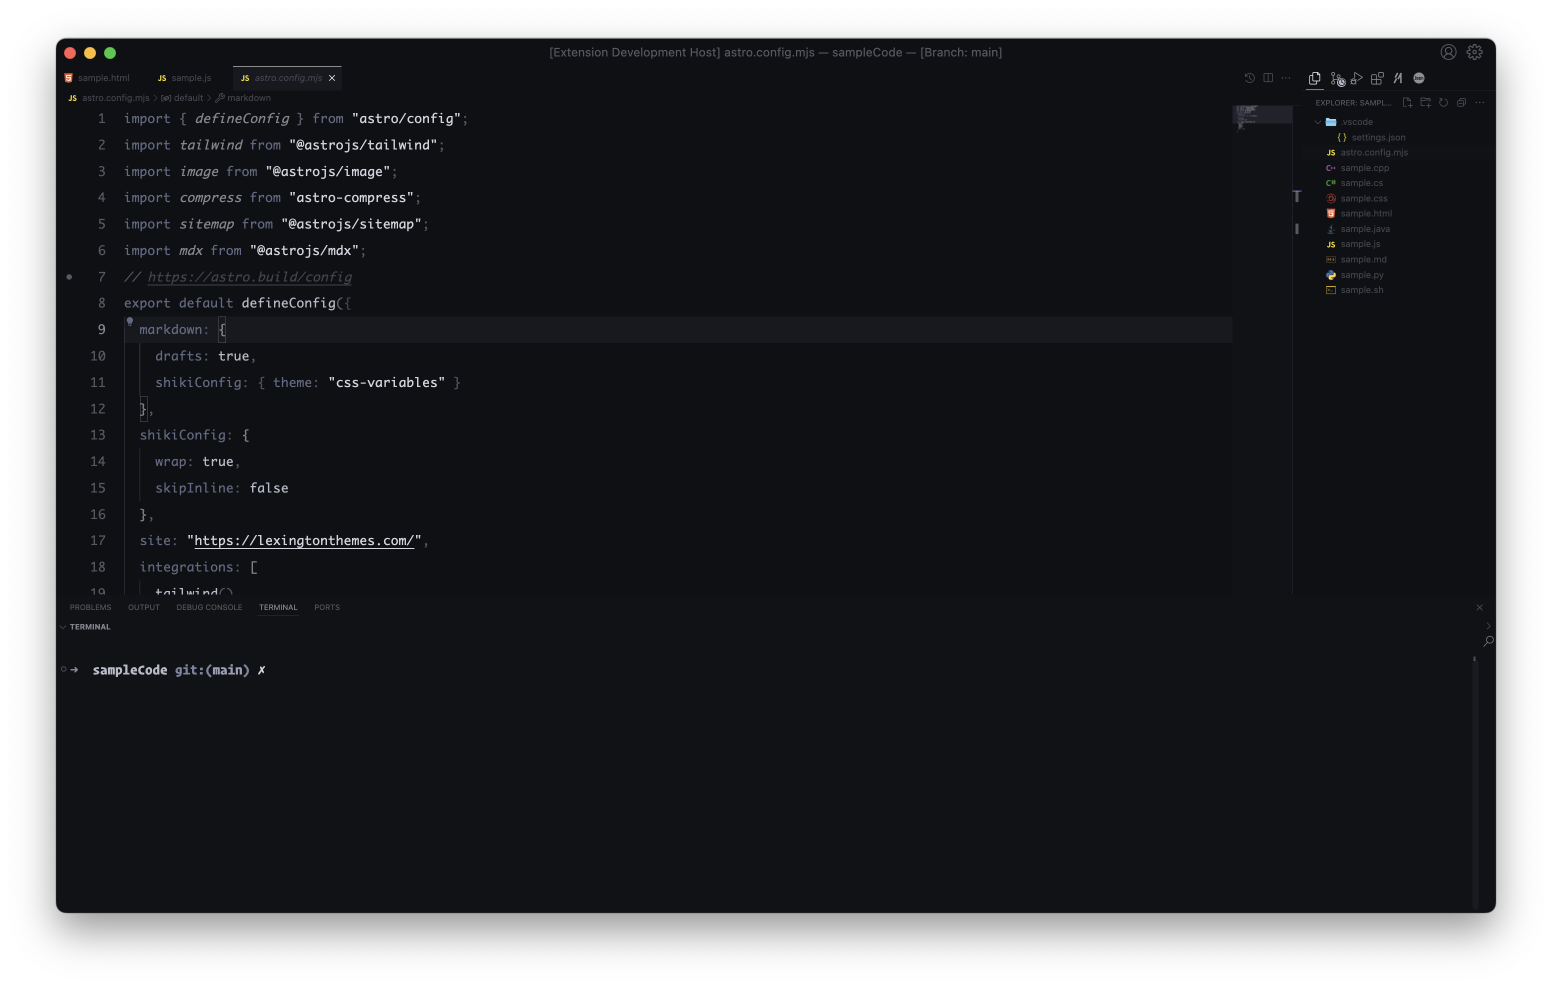 [Extension Development Host] astro.config.mjs — sampleCode — [Branch: main]
sample.html
JS sample.js
JS astro.config.mjs
JS astro.config.mjs > default > markdown
1 import { defineConfig } from "astro/config";
2 import tailwind from "@astrojs/tailwind";
3 import image from "@astrojs/image";
4 import compress from "astro-compress";
5 import sitemap from "@astrojs/sitemap";
6 import mdx from "@astrojs/mdx";
7 // https://astro.build/config
8 export default defineConfig({
9 markdown: {
10 drafts: true,
11 shikiConfig: { theme: "css-variables" }
12 },
13 shikiConfig: {
14 wrap: true,
15 skipInline: false
16 },
17 site: "https://lexingtonthemes.com/",
18 integrations: [
19 tailwind()
EXPLORER: SAMPL...
.vscode
{ } settings.json
JS astro.config.mjs
sample.cpp
sample.cs
sample.css
sample.html
sample.java
JS sample.js
sample.md
sample.py
sample.sh
PROBLEMS OUTPUT DEBUG CONSOLE TERMINAL PORTS
TERMINAL
➜ sampleCode git:(main) ✗